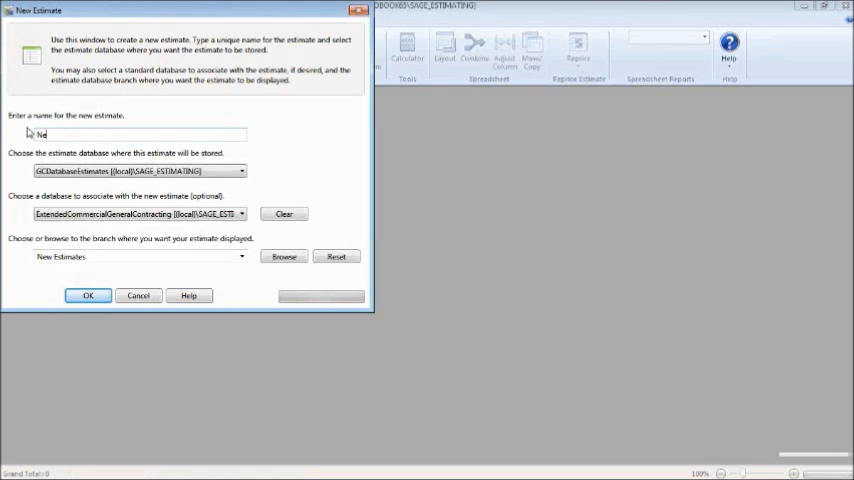 New Estimate
OBOOK65\SAGE_ESTIMATING]
Use this window to create a new estimate. Type a unique name for the estimate and select
the estimate database where you want the estimate to be stored.
You may also select a standard database to associate with the estimate, if desired, and the
estimate database branch where you want the estimate to be displayed.
Enter a name for the new estimate.
Ne
Choose the estimate database where this estimate will be stored.
GCDatabaseEstimates [(local)\SAGE_ESTIMATING]
Choose a database to associate with the new estimate (optional).
ExtendedCommercialGeneralContracting [(local)\SAGE_ESTI
Clear
Choose or browse to the branch where you want your estimate displayed.
New Estimates
Browse
Reset
OK
Cancel
Help
Calculator
Layout
Combine
Adjust
Column
Move/
Copy
Reprice
Help
Tools
Spreadsheet
Reprice Estimate
Spreadsheet Reports
Help
Grand Total:0
100%